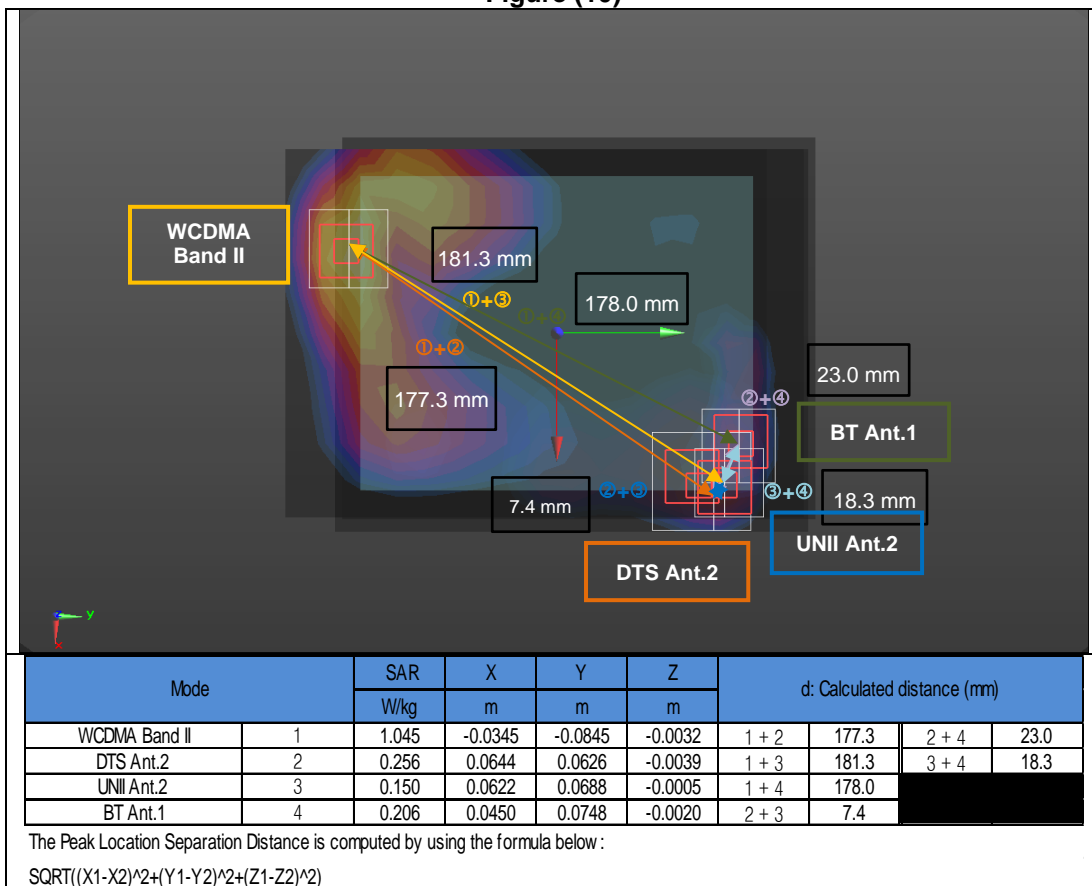 WCDMA
Band II
181.3 mm
①+③
178.0 mm
①+④
①+②
177.3 mm
23.0 mm
②+④
BT Ant.1
7.4 mm
②+③
③+④
18.3 mm
UNII Ant.2
DTS Ant.2
Y
X
Mode SAR X Y Z d: Calculated distance (mm)
W/kg m m m
WCDMA Band II 1 1.045 -0.0345 -0.0845 -0.0032 1 + 2 177.3 2 + 4 23.0
DTS Ant.2 2 0.256 0.0644 0.0626 -0.0039 1 + 3 181.3 3 + 4 18.3
UNII Ant.2 3 0.150 0.0622 0.0688 -0.0005 1 + 4 178.0
BT Ant.1 4 0.206 0.0450 0.0748 -0.0020 2 + 3 7.4
The Peak Location Separation Distance is computed by using the formula below :
SQRT((X1-X2)^2+(Y1-Y2)^2+(Z1-Z2)^2)